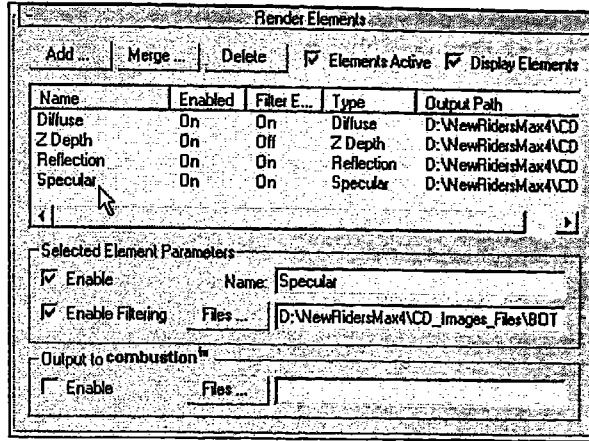 Render Elements
Add ... Merge ... Delete Elements Active Display Elements
Name Enabled Filter E... Type Output Path
Diffuse On On Diffuse D:\NewRidersMax4\CD
Z Depth On Off Z Depth D:\NewRidersMax4\CD
Reflection On On Reflection D:\NewRidersMax4\CD
Specular On On Specular D:\NewRidersMax4\CD
Selected Element Parameters
Enable Name: Specular
Enable Filtering Files ... D:\NewRidersMax4\CD_Images_Files\BOT
Output to combustion™
Enable Files ...